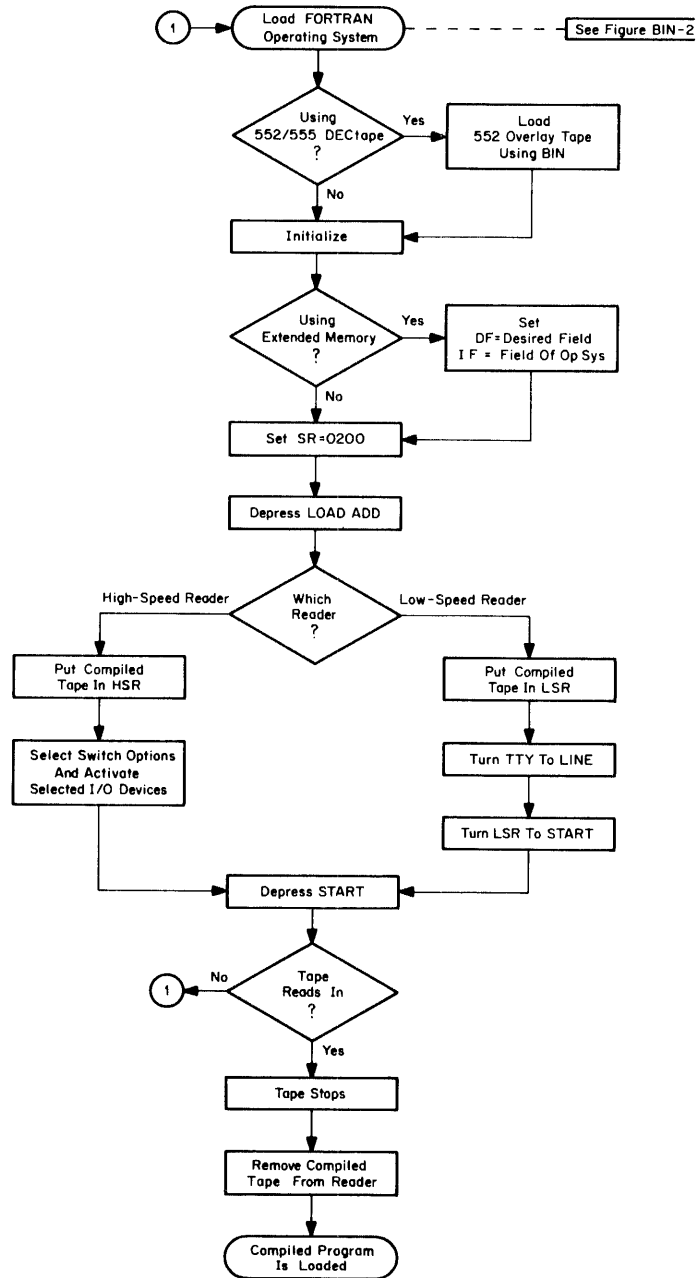 1
Load FORTRAN
Operating System
See Figure BIN-2
Using
552/555 DECtape
?
Yes
Load
552 Overlay Tape
Using BIN
No
Initialize
Using
Extended Memory
?
Yes
Set
DF=Desired Field
IF = Field Of Op Sys
No
Set SR=0200
Depress LOAD ADD
High-Speed Reader
Which
Reader
?
Low-Speed Reader
Put Compiled
Tape In HSR
Put Compiled
Tape In LSR
Select Switch Options
And Activate
Selected I/O Devices
Turn TTY To LINE
Turn LSR To START
Depress START
1
No
Tape
Reads In
?
Yes
Tape Stops
Remove Compiled
Tape From Reader
Compiled Program
Is Loaded